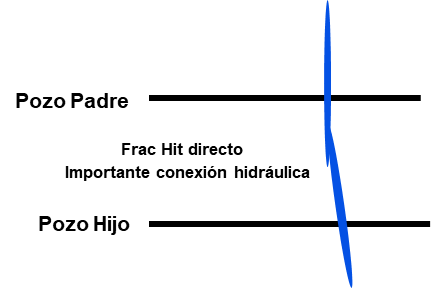 Pozo Padre
Frac Hit directo
Importante conexión hidráulica
Pozo Hijo